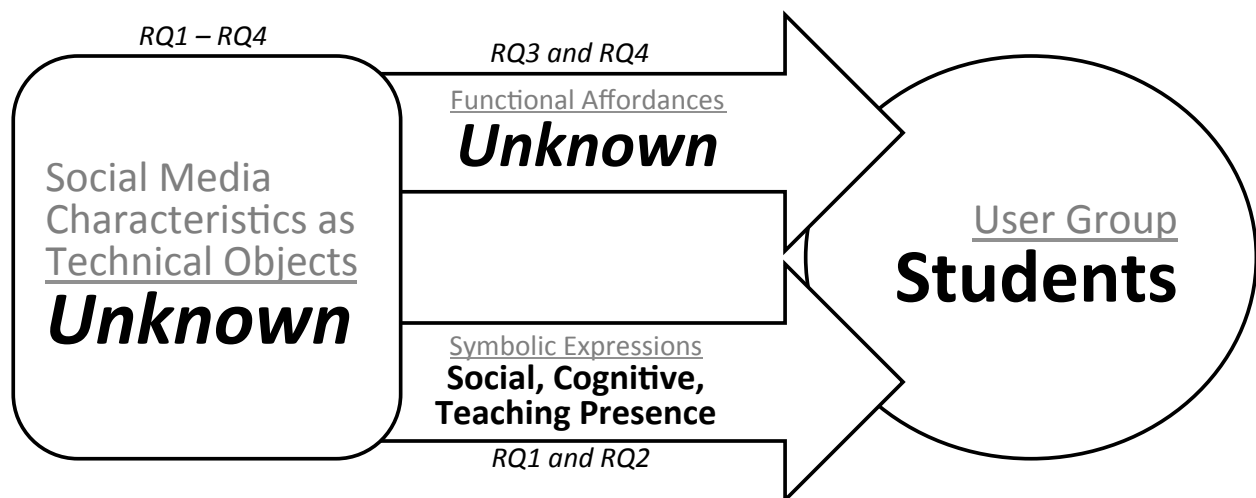 RQ1 – RQ4
Social Media
Characteristics as
Technical Objects
Unknown
RQ3 and RQ4
Functional Affordances
Unknown
Symbolic Expressions
Social, Cognitive,
Teaching Presence
RQ1 and RQ2
User Group
Students